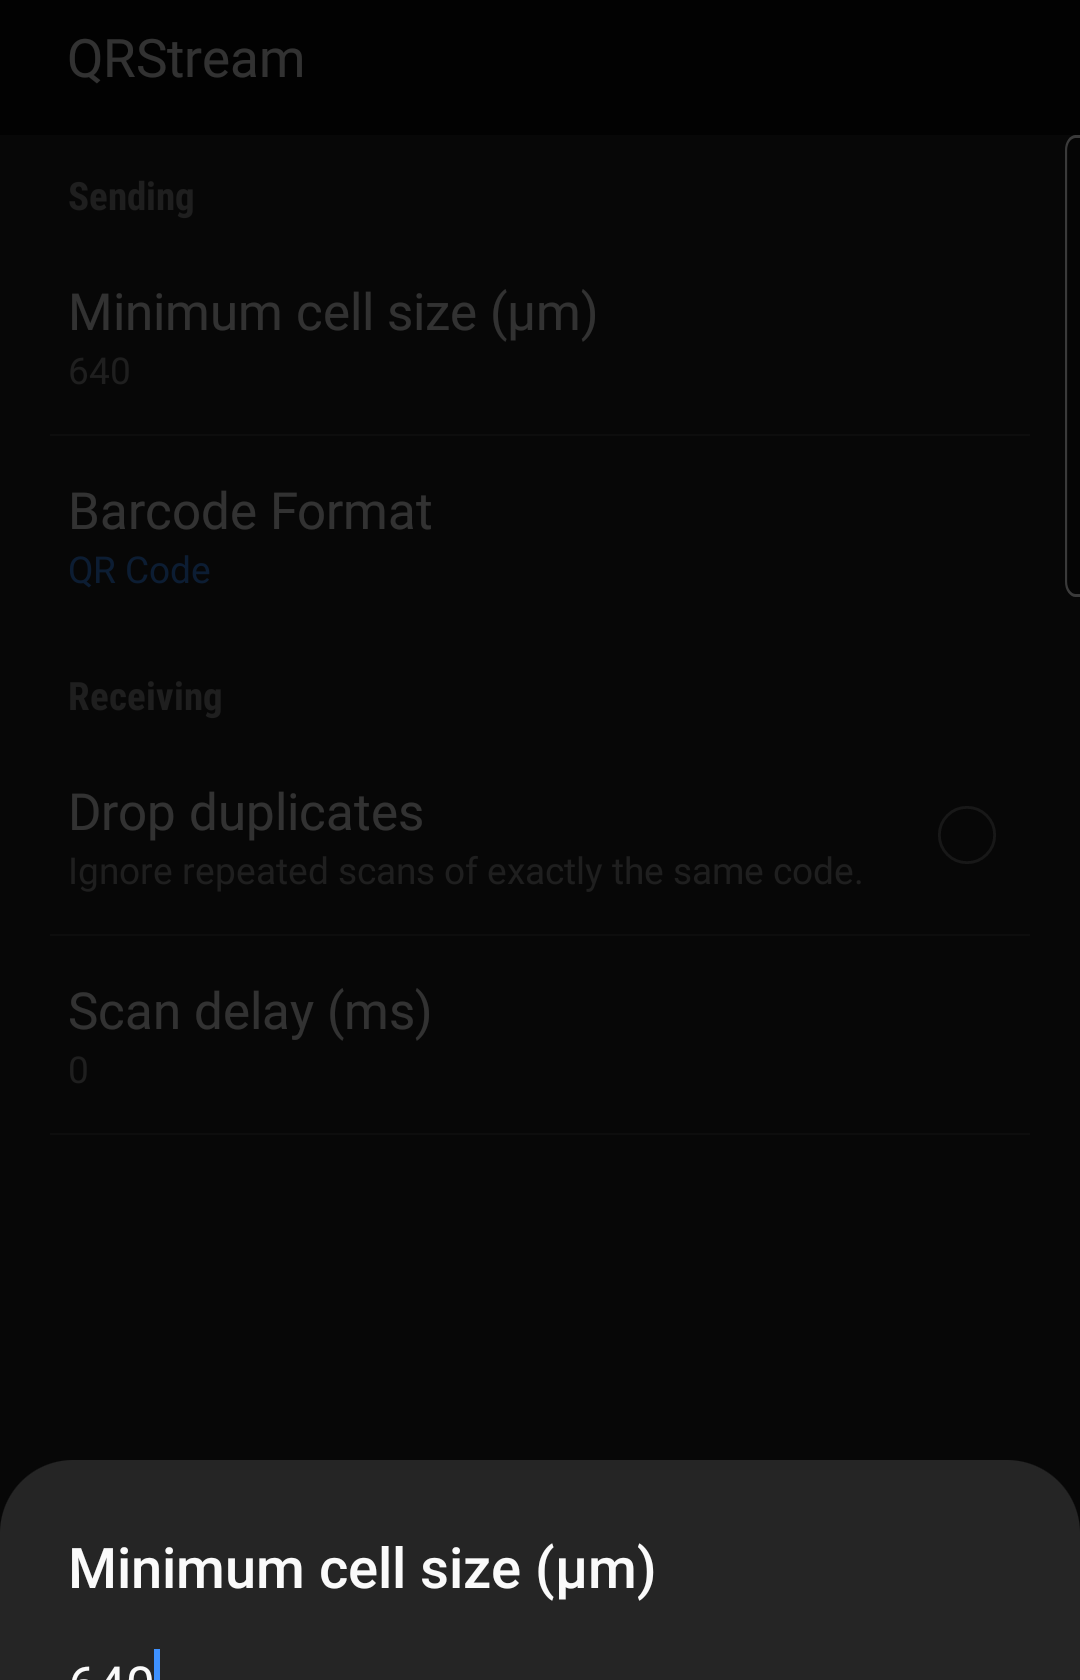 QRStream
Sending
Minimum cell size (µm)
640
Barcode Format
QR Code
Receiving
Drop duplicates
Ignore repeated scans of exactly the same code.
Scan delay (ms)
0
Minimum cell size (µm)
640